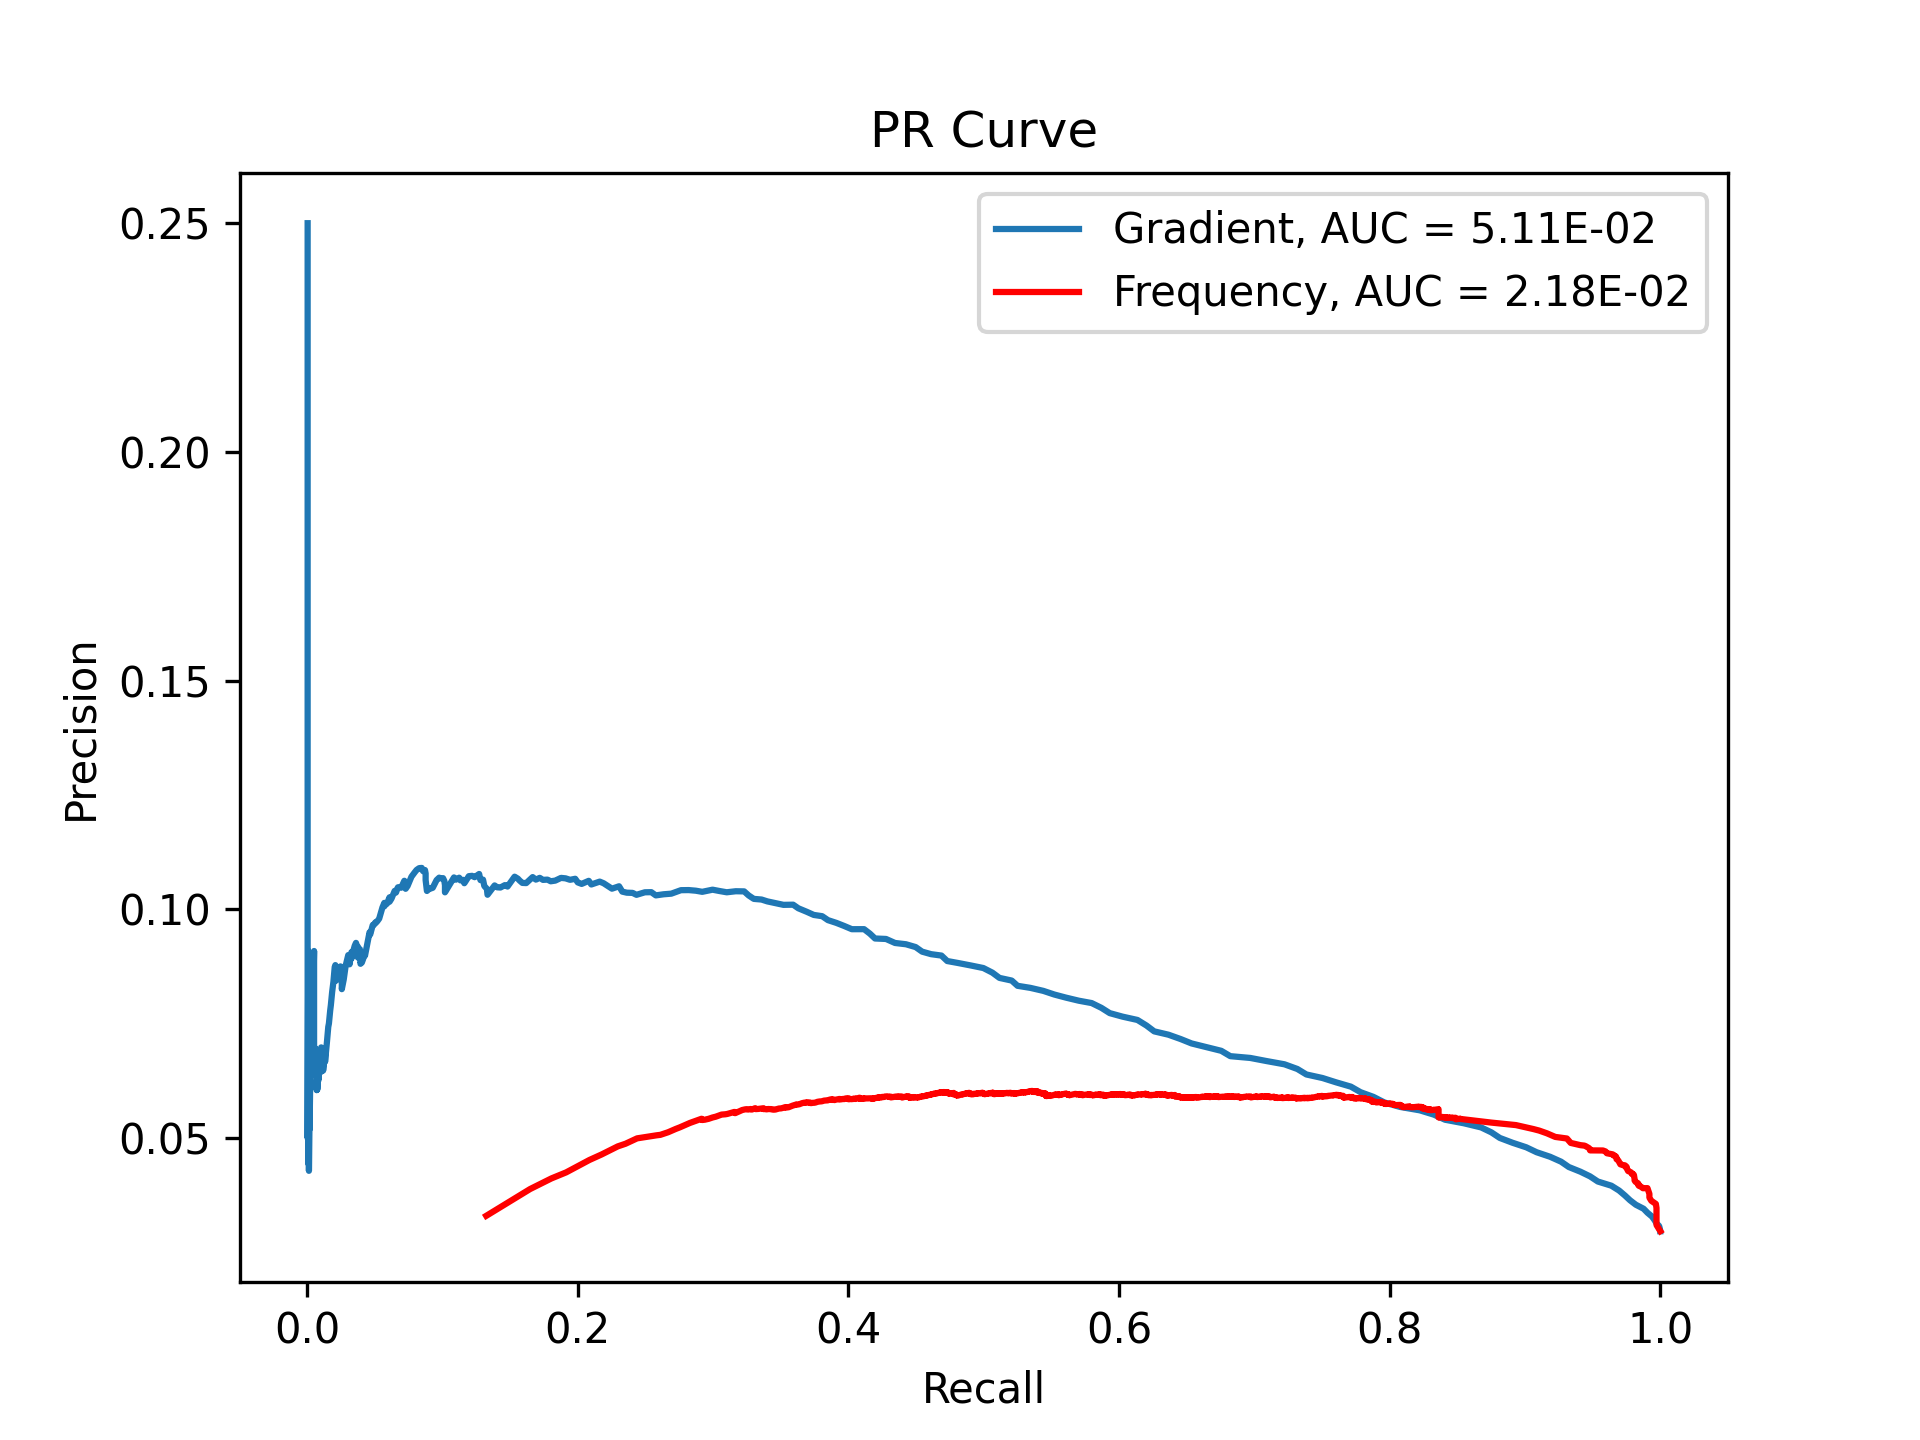 PR Curve
Gradient, AUC = 5.11E-02
Frequency, AUC = 2.18E-02
Precision
0.25
0.20
0.15
0.10
0.05
0.0 0.2 0.4 0.6 0.8 1.0
Recall